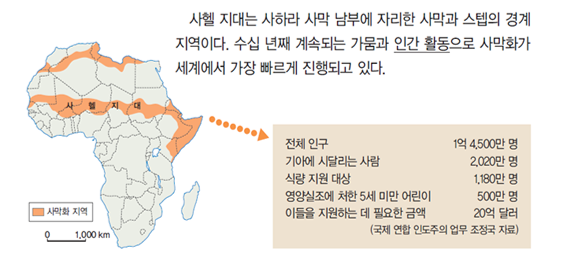 사헬 지대는 사하라 사막 남부에 자리한 사막과 스텝의 경계
지역이다. 수십 년째 계속되는 가뭄과 인간 활동으로 사막화가
세계에서 가장 빠르게 진행되고 있다.
사 헬 지 대
전체 인구 1억 4,500만 명
기아에 시달리는 사람 2,020만 명
식량 지원 대상 1,180만 명
영양실조에 처한 5세 미만 어린이 500만 명
이들을 지원하는 데 필요한 금액 20억 달러
(국제 연합 인도주의 업무 조정국 자료)
사막화 지역
0 1,000 km